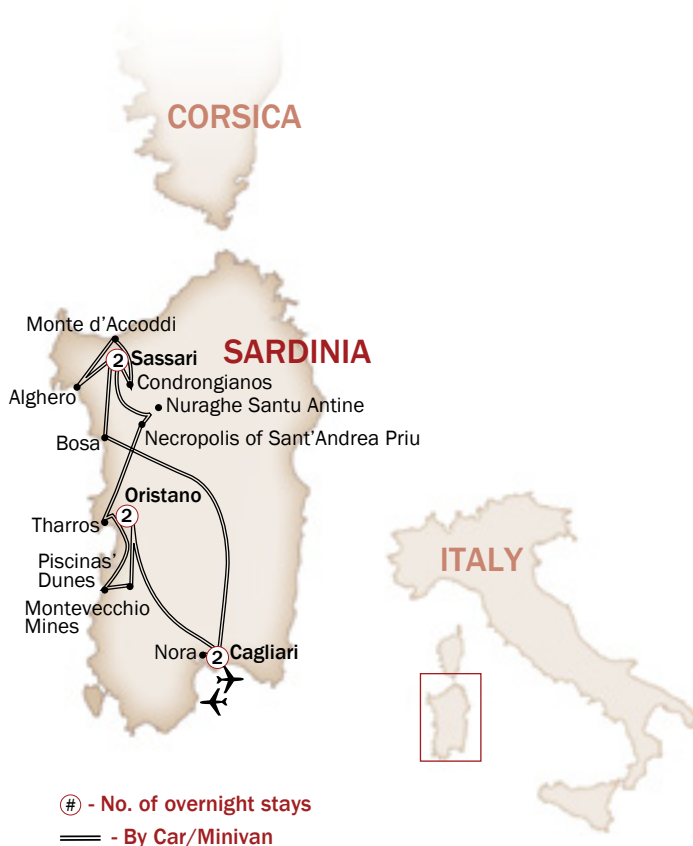 CORSICA
Monte d'Accoddi
SARDINIA
2
Sassari
Condrongianos
Alghero
Nuraghe Santu Antine
Necropolis of Sant'Andrea Priu
Bosa
Oristano
2
Tharros
Piscinas'
Dunes
ITALY
Montevecchio
Mines
Nora
2
Cagliari
# - No. of overnight stays
- By Car/Minivan